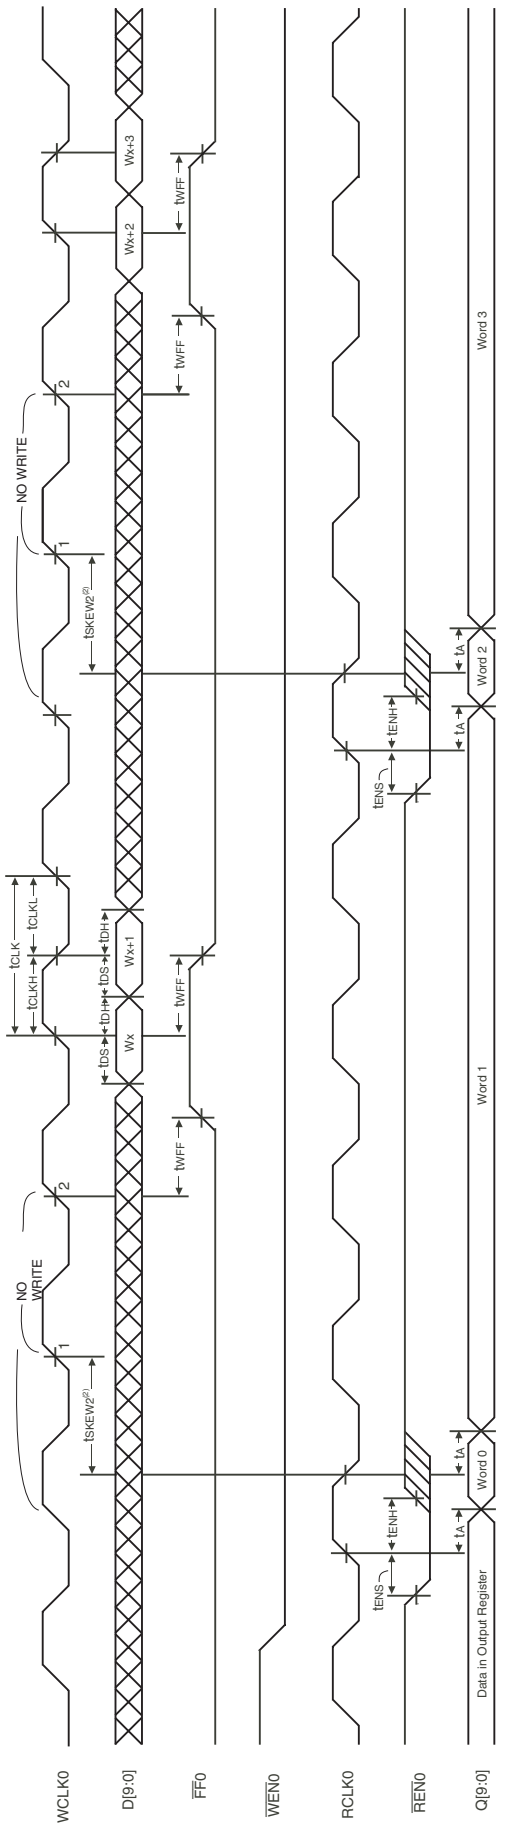 WCLK0
NO WRITE
1
2
tCLK
tCLKH
tCLKL
NO WRITE
1
2
tSKEW2(2)
tSKEW2(2)
D[9:0]
tDS
tDH
tDS
tDH
Wx
Wx+1
Wx+2
Wx+3
FF0
tWFF
tWFF
tWFF
tWFF
WEN0
RCLK0
REN0
tENS
tENH
tENS
tENH
Q[9:0]
tA
tA
tA
tA
Data in Output Register
Word 0
Word 1
Word 2
Word 3